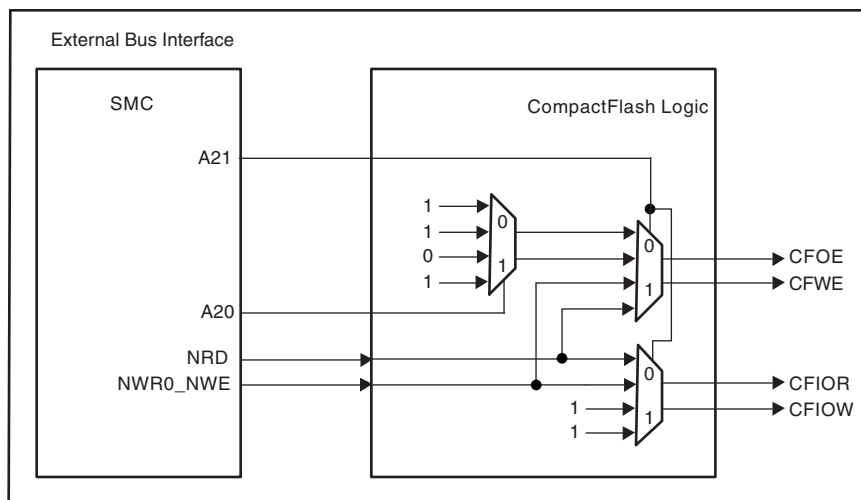 External Bus Interface
SMC
CompactFlash Logic
A21
1
1
0
1
0
1
0
1
CFOE
CFWE
A20
NRD
NWR0_NWE
1
1
0
1
CFIOR
CFIOW